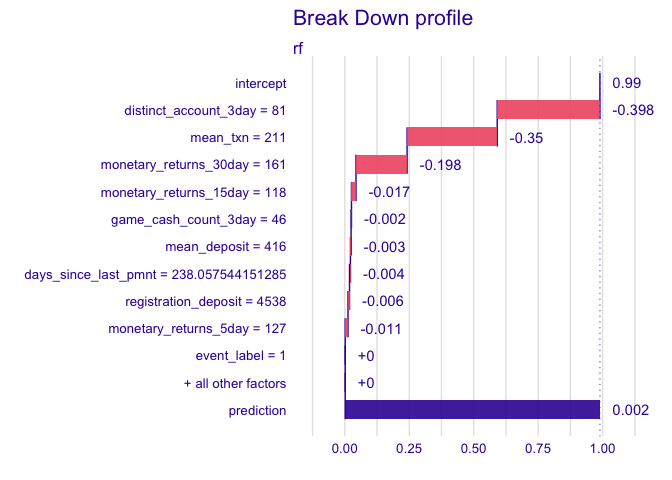 Break Down profile
rf
intercept 0.99
distinct_account_3day = 81 -0.398
mean_txn = 211 -0.35
monetary_returns_30day = 161 -0.198
monetary_returns_15day = 118 -0.017
game_cash_count_3day = 46 -0.002
mean_deposit = 416 -0.003
days_since_last_pmnt = 238.057544151285 -0.004
registration_deposit = 4538 -0.006
monetary_returns_5day = 127 -0.011
event_label = 1 +0
+ all other factors +0
prediction 0.002
0.00 0.25 0.50 0.75 1.00